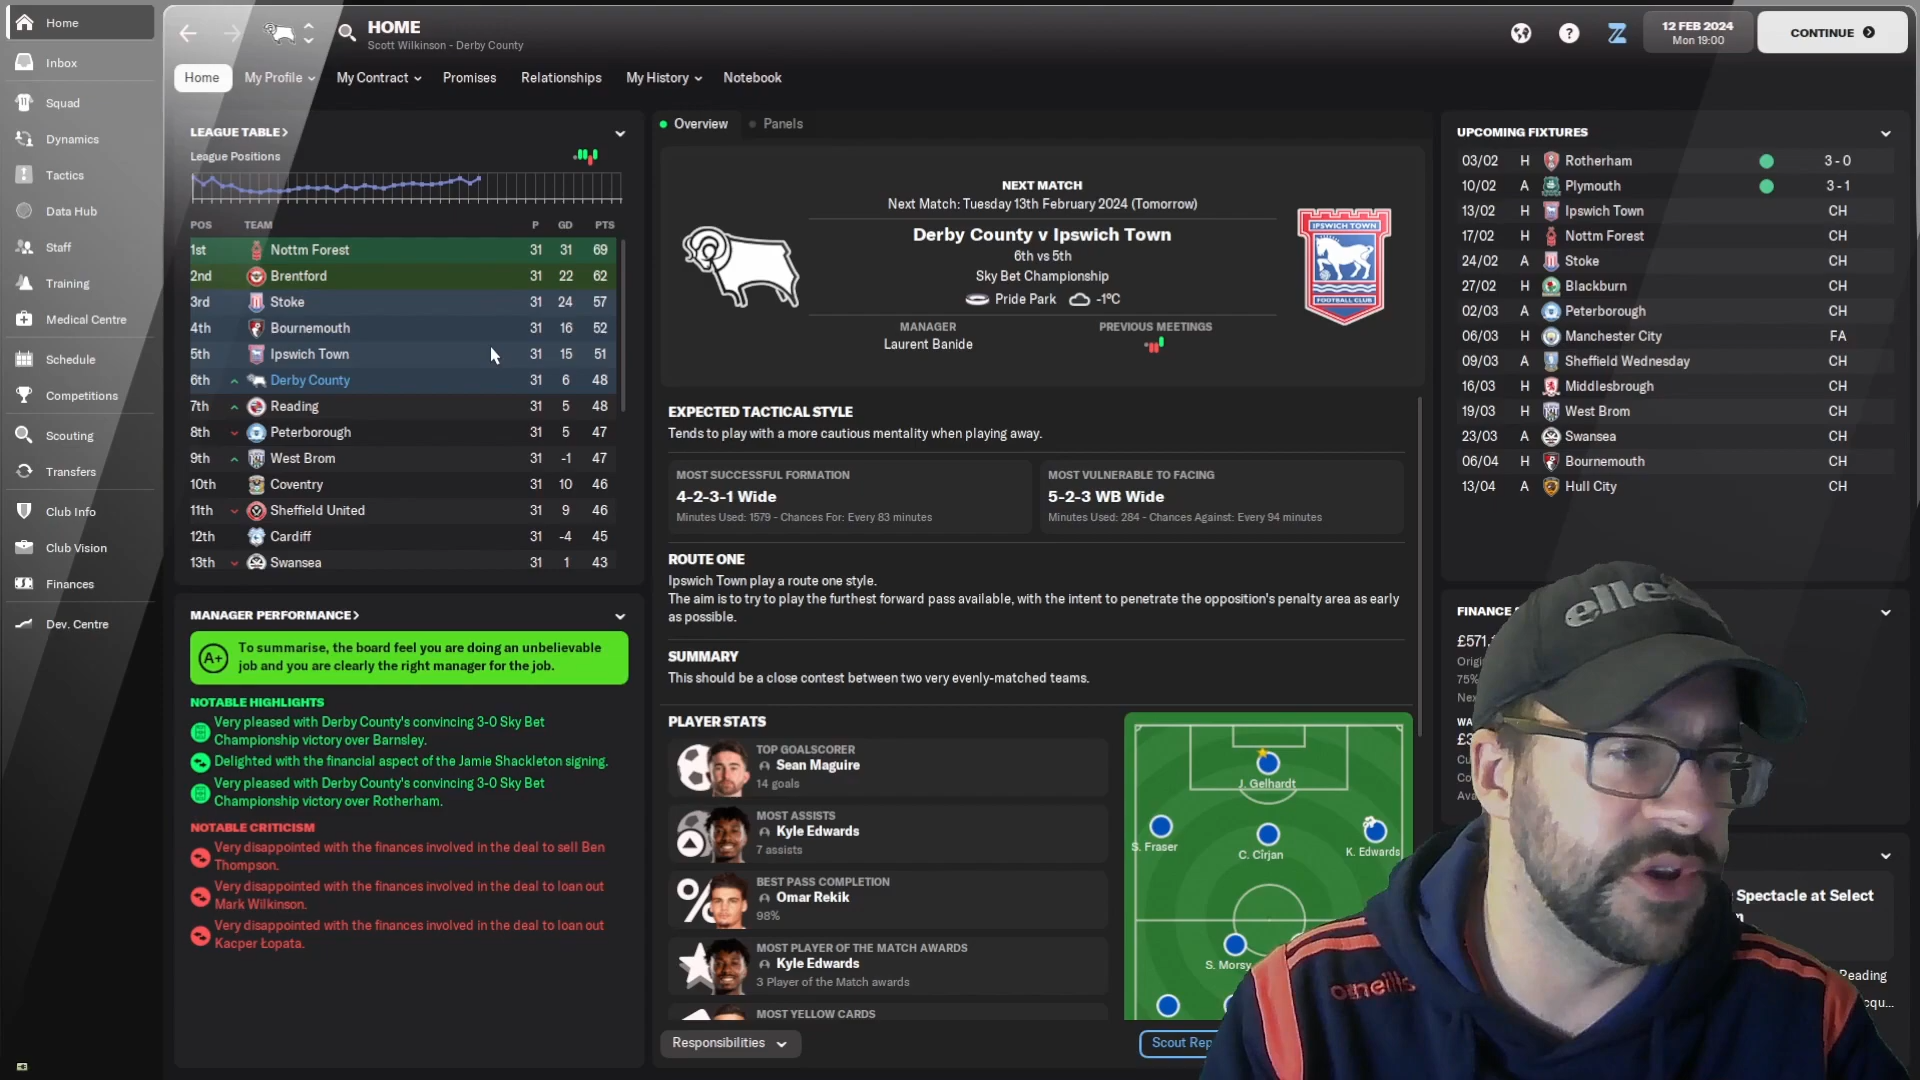 Home
Inbox
Squad
Dynamics
Tactics
Data Hub
Staff
Training
Medical Centre
Schedule
Competitions
Scouting
Transfers
Club Info
Club Vision
Finances
Dev. Centre
HOME
Scott Wilkinson - Derby County
12 FEB 2024
Mon 19:00
CONTINUE
Home
My Profile
My Contract
Promises
Relationships
My History
Notebook
LEAGUE TABLE >
League Positions
POS TEAM P GD PTS
1st Nottm Forest 31 31 69
2nd Brentford 31 22 62
3rd Stoke 31 24 57
4th Bournemouth 31 16 52
5th Ipswich Town 31 15 51
6th Derby County 31 6 48
7th Reading 31 5 48
8th Peterborough 31 5 47
9th West Brom 31 -1 47
10th Coventry 31 10 46
11th Sheffield United 31 9 46
12th Cardiff 31 -4 45
13th Swansea 31 1 43
MANAGER PERFORMANCE >
A+
To summarise, the board feel you are doing an unbelievable
job and you are clearly the right manager for the job.
NOTABLE HIGHLIGHTS
Very pleased with Derby County's convincing 3-0 Sky Bet
Championship victory over Barnsley.
Delighted with the financial aspect of the Jamie Shackleton signing.
Very pleased with Derby County's convincing 3-0 Sky Bet
Championship victory over Rotherham.
NOTABLE CRITICISM
Very disappointed with the finances involved in the deal to sell Ben
Thompson.
Very disappointed with the finances involved in the deal to loan out
Mark Wilkinson.
Very disappointed with the finances involved in the deal to loan out
Kacper Łopata.
Overview
Panels
NEXT MATCH
Next Match: Tuesday 13th February 2024 (Tomorrow)
Derby County v Ipswich Town
6th vs 5th
Sky Bet Championship
Pride Park -1°C
MANAGER
Laurent Banide
PREVIOUS MEETINGS
IPSWICH TOWN
FOOTBALL CLUB
EXPECTED TACTICAL STYLE
Tends to play with a more cautious mentality when playing away.
MOST SUCCESSFUL FORMATION
4-2-3-1 Wide
Minutes Used: 1579 - Chances For: Every 83 minutes
MOST VULNERABLE TO FACING
5-2-3 WB Wide
Minutes Used: 284 - Chances Against: Every 94 minutes
ROUTE ONE
Ipswich Town play a route one style.
The aim is to try to play the furthest forward pass available, with the intent to penetrate the opposition's penalty area as early
as possible.
SUMMARY
This should be a close contest between two very evenly-matched teams.
PLAYER STATS
TOP GOALSCORER
Sean Maguire
14 goals
MOST ASSISTS
Kyle Edwards
7 assists
BEST PASS COMPLETION
Omar Rekik
98%
MOST PLAYER OF THE MATCH AWARDS
Kyle Edwards
3 Player of the Match awards
MOST YELLOW CARDS
J. Gelhardt
S. Fraser
C. Cîrjan
K. Edwards
S. Morsy
Responsibilities
Scout Rep
UPCOMING FIXTURES
03/02 H Rotherham 3 - 0
10/02 A Plymouth 3 - 1
13/02 H Ipswich Town CH
17/02 H Nottm Forest CH
24/02 A Stoke CH
27/02 H Blackburn CH
02/03 A Peterborough CH
06/03 H Manchester City FA
09/03 A Sheffield Wednesday CH
16/03 H Middlesbrough CH
19/03 H West Brom CH
23/03 A Swansea CH
06/04 H Bournemouth CH
13/04 A Hull City CH
FINANCE
£571,
Origi
75%
Nex
WA
Cu
Co
Ava
Spectacle at Select
Reading
cqu...
elle
O'NEILLS